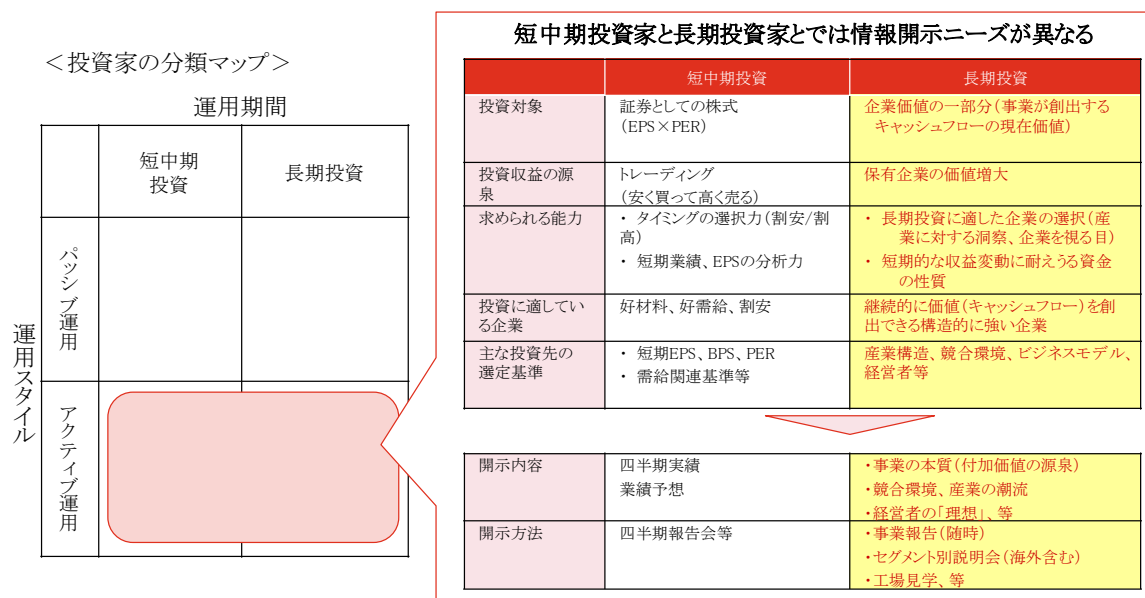 ＜投資家の分類マップ＞
運用期間
短中期
投資
長期投資
運用スタイル
パッシブ運用
アクティブ運用
短中期投資家と長期投資家とでは情報開示ニーズが異なる
短中期投資
長期投資
投資対象
証券としての株式
（EPS×PER）
企業価値の一部分（事業が創出する
キャッシュフローの現在価値）
投資収益の源
泉
トレーディング
（安く買って高く売る）
保有企業の価値増大
求められる能力
・ タイミングの選択力（割安/割
高）
・ 短期業績、EPSの分析力
・ 長期投資に適した企業の選択（産
業に対する洞察、企業を視る目）
・ 短期的な収益変動に耐えうる資金
の性質
投資に適してい
る企業
好材料、好需給、割安
継続的に価値（キャッシュフロー）を創
出できる構造的に強い企業
主な投資先の
選定基準
・ 短期EPS、BPS、PER
・ 需給関連基準等
産業構造、競合環境、ビジネスモデル、
経営者等
開示内容
四半期実績
業績予想
・事業の本質（付加価値の源泉）
・競合環境、産業の潮流
・経営者の「理想」、等
開示方法
四半期報告会等
・事業報告（随時）
・セグメント別説明会（海外含む）
・工場見学、等